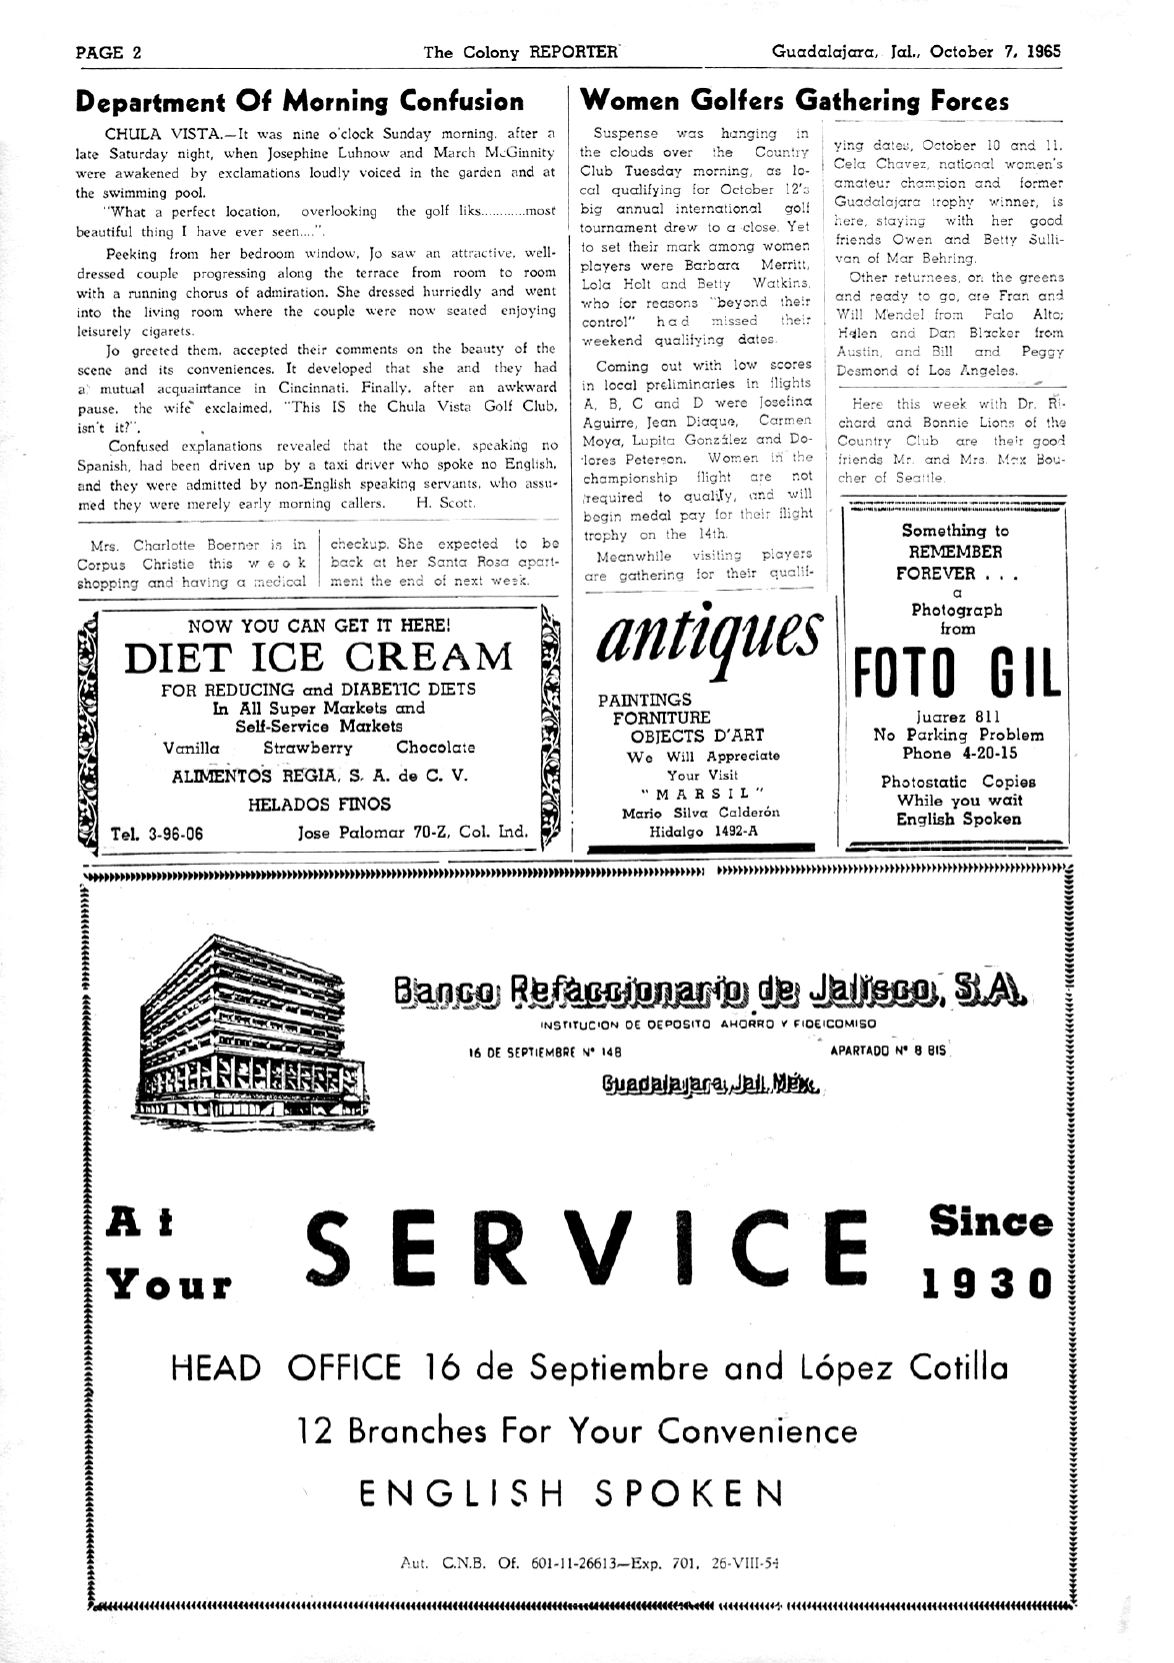 PAGE 2
The Colony REPORTER
Guadalajara, Jal., October 7, 1965
Department Of Morning Confusion
CHULA VISTA.—It was nine o'clock Sunday morning, after a
late Saturday night, when Josephine Luhnow and March McGinnity
were awakened by exclamations loudly voiced in the garden and at
the swimming pool.
"What a perfect location, overlooking the golf liks............most
beautiful thing I have ever seen....".
Peeking from her bedroom window, Jo saw an attractive, well-
dressed couple progressing along the terrace from room to room
with a running chorus of admiration. She dressed hurriedly and went
into the living room where the couple were now seated enjoying
leisurely cigarets.
Jo greeted them, accepted their comments on the beauty of the
scene and its conveniences. It developed that she and they had
a mutual acquaintance in Cincinnati. Finally, after an awkward
pause, the wife exclaimed, "This IS the Chula Vista Golf Club,
isn't it?".
Confused explanations revealed that the couple, speaking no
Spanish, had been driven up by a taxi driver who spoke no English,
and they were admitted by non-English speaking servants, who assu-
med they were merely early morning callers. H. Scott.
Mrs. Charlotte Boerner is in
Corpus Christie this week
shopping and having a medical
checkup. She expected to be
back at her Santa Rosa apart-
ment the end of next week.
NOW YOU CAN GET IT HERE!
DIET ICE CREAM
FOR REDUCING and DIABETIC DIETS
In All Super Markets and
Self-Service Markets
Vanilla Strawberry Chocolate
ALIMENTOS REGIA, S. A. de C. V.
HELADOS FINOS
Tel. 3-96-06 Jose Palomar 70-Z, Col. Ind.
Women Golfers Gathering Forces
Suspense was hanging in
the clouds over the Country
Club Tuesday morning, as lo-
cal qualifying for October 12's
big annual international golf
tournament drew to a close. Yet
to set their mark among women
players were Barbara Merritt,
Lola Holt and Betty Watkins,
who for reasons "beyond their
control" had missed their
weekend qualifying dates.
Coming out with low scores
in local preliminaries in flights
A, B, C and D were Josefina
Aguirre, Jean Diaque, Carmen
Moya, Lupita González and Do-
lores Peterson. Women in the
championship flight are not
required to qualify, and will
begin medal pay for their flight
trophy on the 14th.
Meanwhile visiting players
are gathering for their qualif-
ying dates, October 10 and 11.
Cela Chavez, national women's
amateur champion and former
Guadalajara trophy winner, is
here, staying with her good
friends Owen and Betty Sulli-
van of Mar Behring.
Other returnees, on the greens
and ready to go, are Fran and
Will Mendel from Palo Alto;
Helen and Dan Blacker from
Austin, and Bill and Peggy
Desmond of Los Angeles.
Here this week with Dr. Ri-
chard and Bonnie Lions of the
Country Club are their good
friends Mr. and Mrs. Max Bou-
cher of Seattle.
antiques
PAINTINGS
FORNITURE
OBJECTS D'ART
We Will Appreciate
Your Visit
"MARSIL"
Mario Silva Calderón
Hidalgo 1492-A
Something to
REMEMBER
FOREVER . . .
a
Photograph
from
FOTO GIL
Juarez 811
No Parking Problem
Phone 4-20-15
Photostatic Copies
While you wait
English Spoken
Banco Refaccionario de Jalisco, S.A.
INSTITUCION DE DEPOSITO AHORRO Y FIDEICOMISO
16 DE SEPTIEMBRE N° 148 APARTADO N° 8 BIS
Guadalajara, Jal., Méx.
At Your SERVICE Since 1930
HEAD OFFICE 16 de Septiembre and López Cotilla
12 Branches For Your Convenience
ENGLISH SPOKEN
Aut. C.N.B. Of. 601-11-26613—Exp. 701, 26-VIII-54